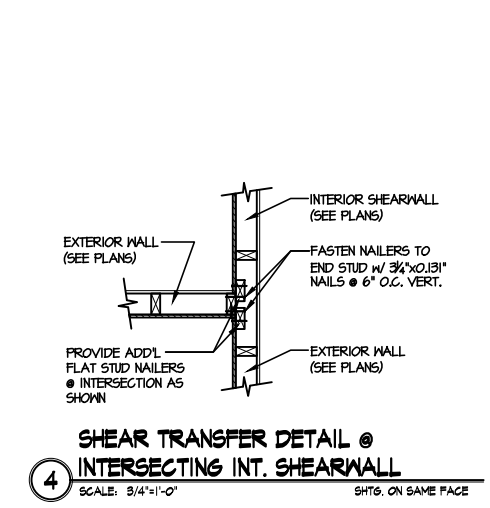 INTERIOR SHEARWALL
(SEE PLANS)
EXTERIOR WALL
(SEE PLANS)
FASTEN NAILERS TO
END STUD W/ 3¼"x0.131"
NAILS @ 6" O.C. VERT.
PROVIDE ADD'L
FLAT STUD NAILERS
@ INTERSECTION AS
SHOWN
EXTERIOR WALL
(SEE PLANS)
SHEAR TRANSFER DETAIL @
INTERSECTING INT. SHEARWALL
4
SCALE: 3/4"=1'-0"
SHTG. ON SAME FACE